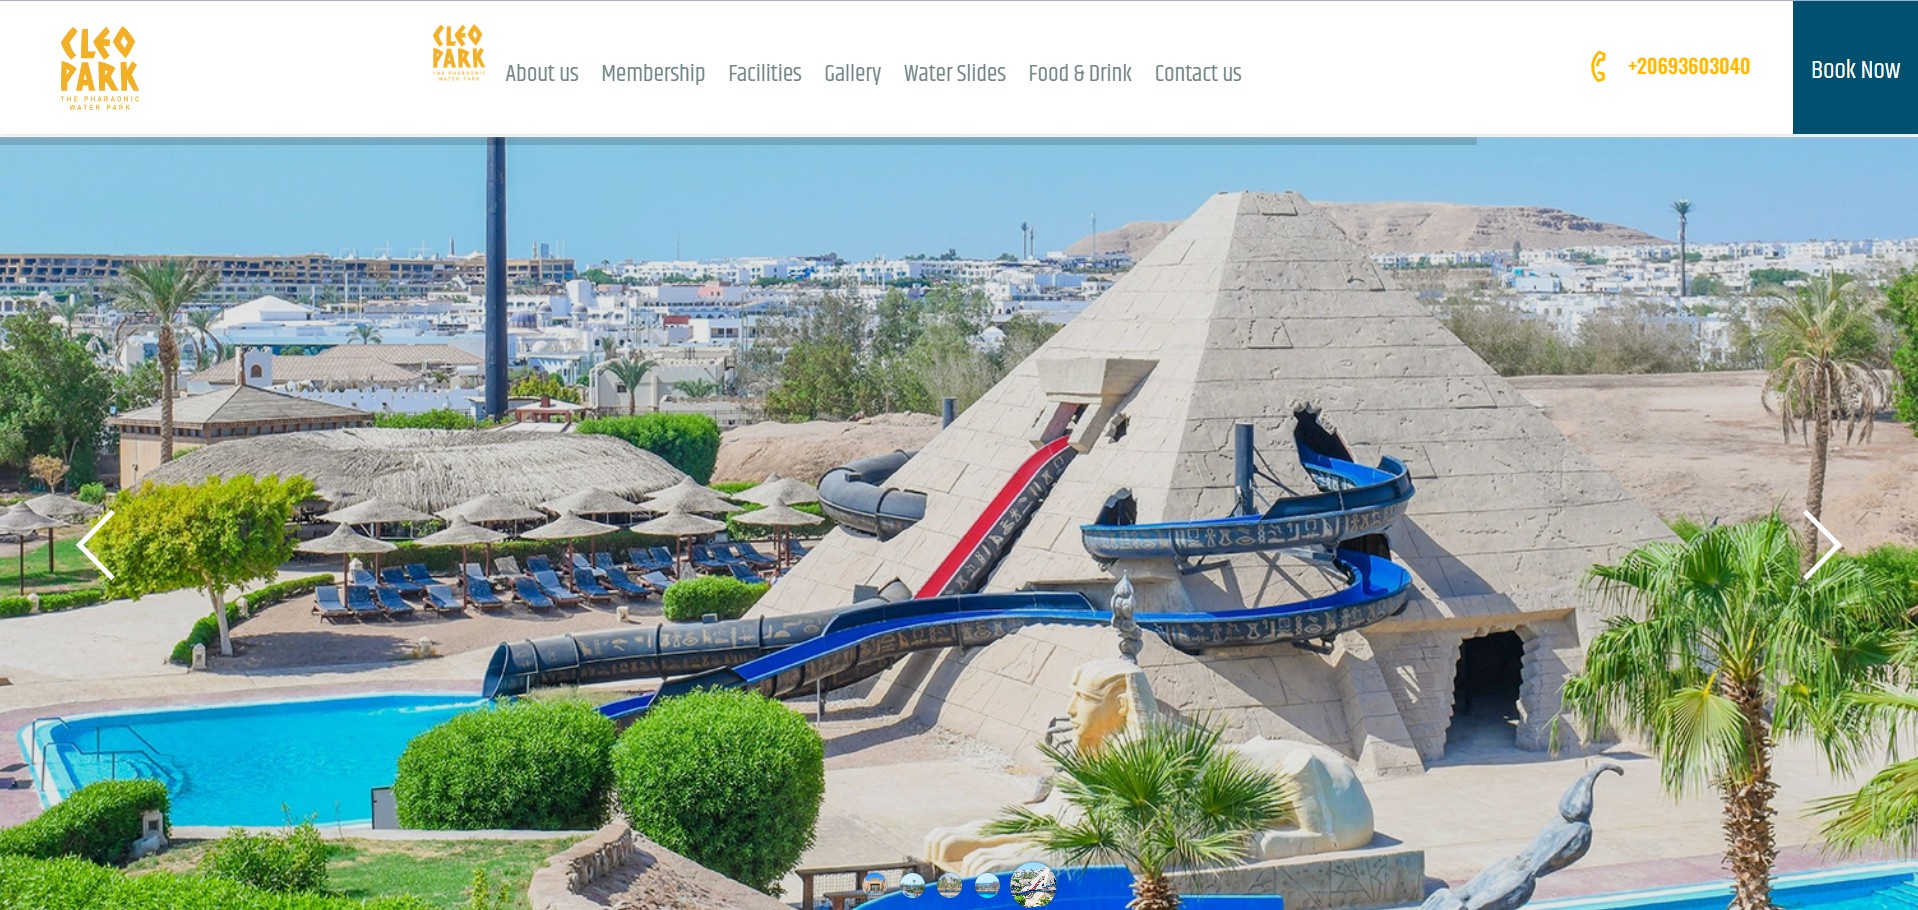 CLEO
PARK
THE PHARAONIC
WATER PARK
CLEO
PARK
THE PHARAONIC
WATER PARK
About us
Membership
Facilities
Gallery
Water Slides
Food & Drink
Contact us
+20693603040
Book Now